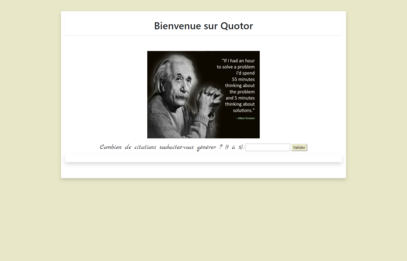 Bienvenue sur Quotor
"If I had an hour
to solve a problem
I'd spend
55 minutes
thinking about
the problem
and 5 minutes
thinking about
solutions."
- Albert Einstein
Combien de citations souhaitez-vous générer ? (1 à 5)
Valider